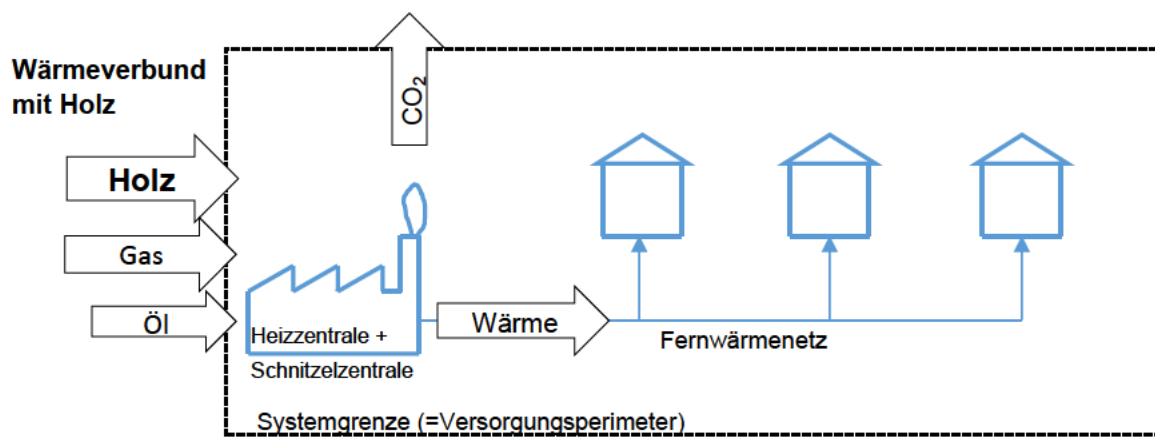 Wärmeverbund
mit Holz
CO₂
Holz
Gas
Öl
Wärme
Heizzentrale +
Schnitzelzentrale
Fernwärmenetz
Systemgrenze (=Versorgungsperimeter)